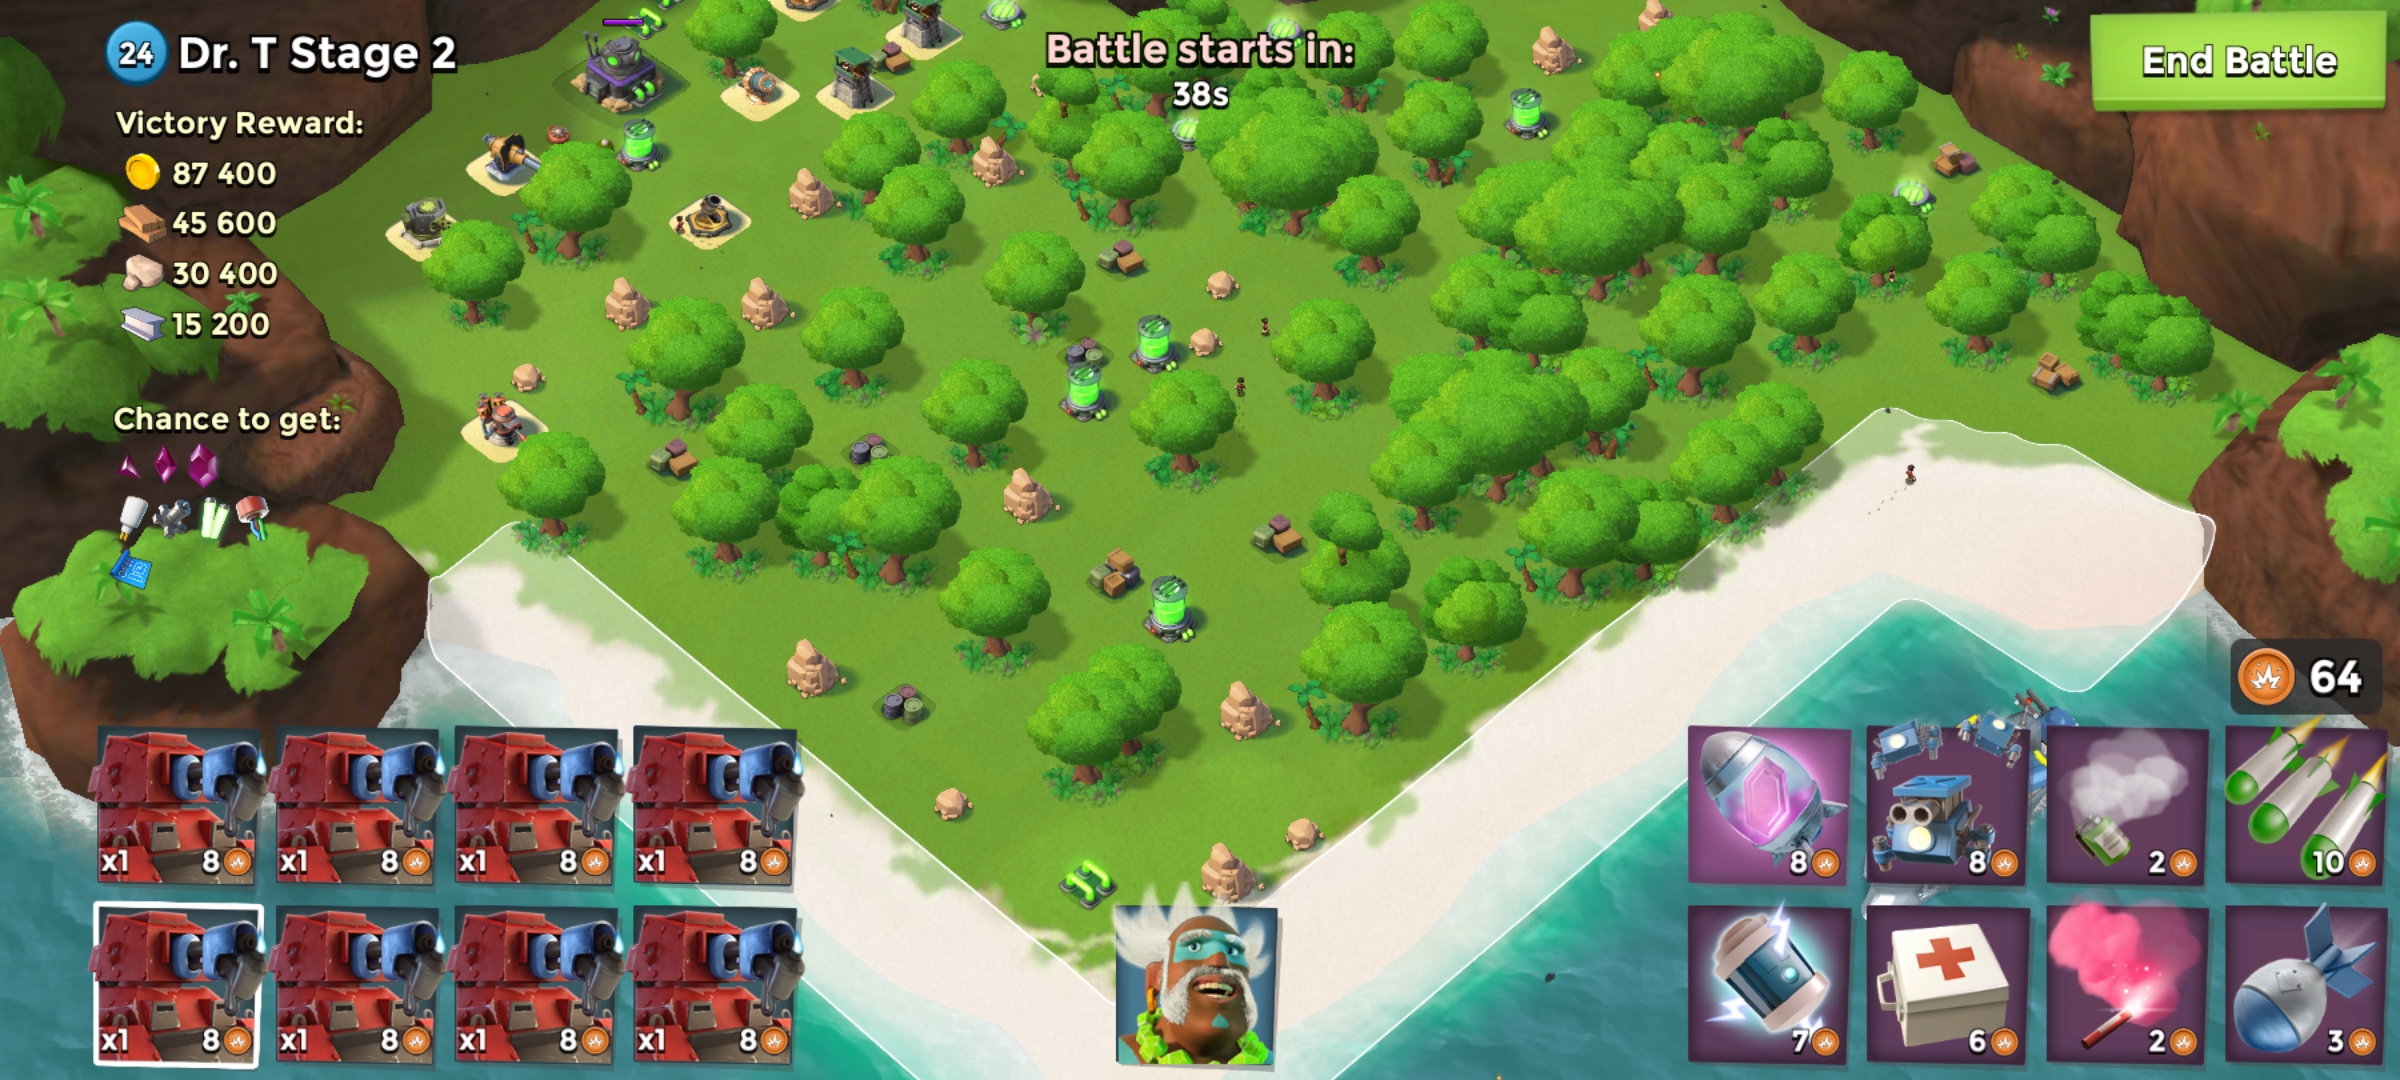 24 Dr. T Stage 2
Battle starts in:
38s
End Battle
Victory Reward:
87 400
45 600
30 400
15 200
Chance to get:
64
x1 8
x1 8
x1 8
x1 8
8
8
2
10
x1 8
x1 8
x1 8
x1 8
7
6
2
3